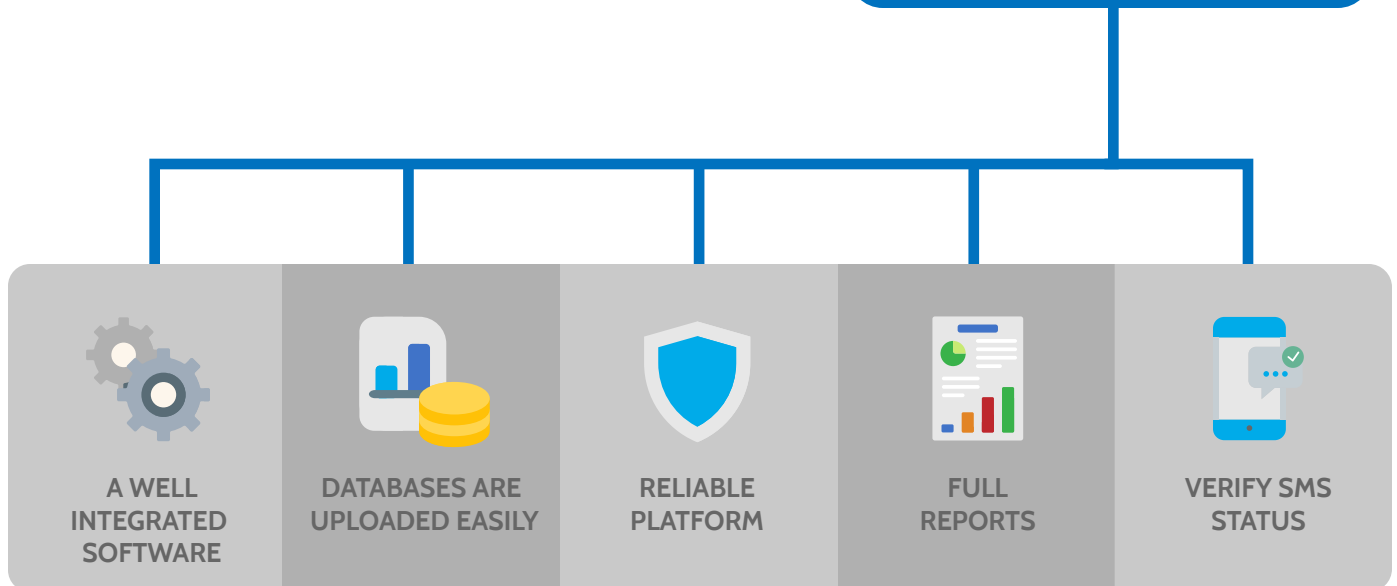 A WELL
INTEGRATED
SOFTWARE
DATABASES ARE
UPLOADED EASILY
RELIABLE
PLATFORM
FULL
REPORTS
VERIFY SMS
STATUS